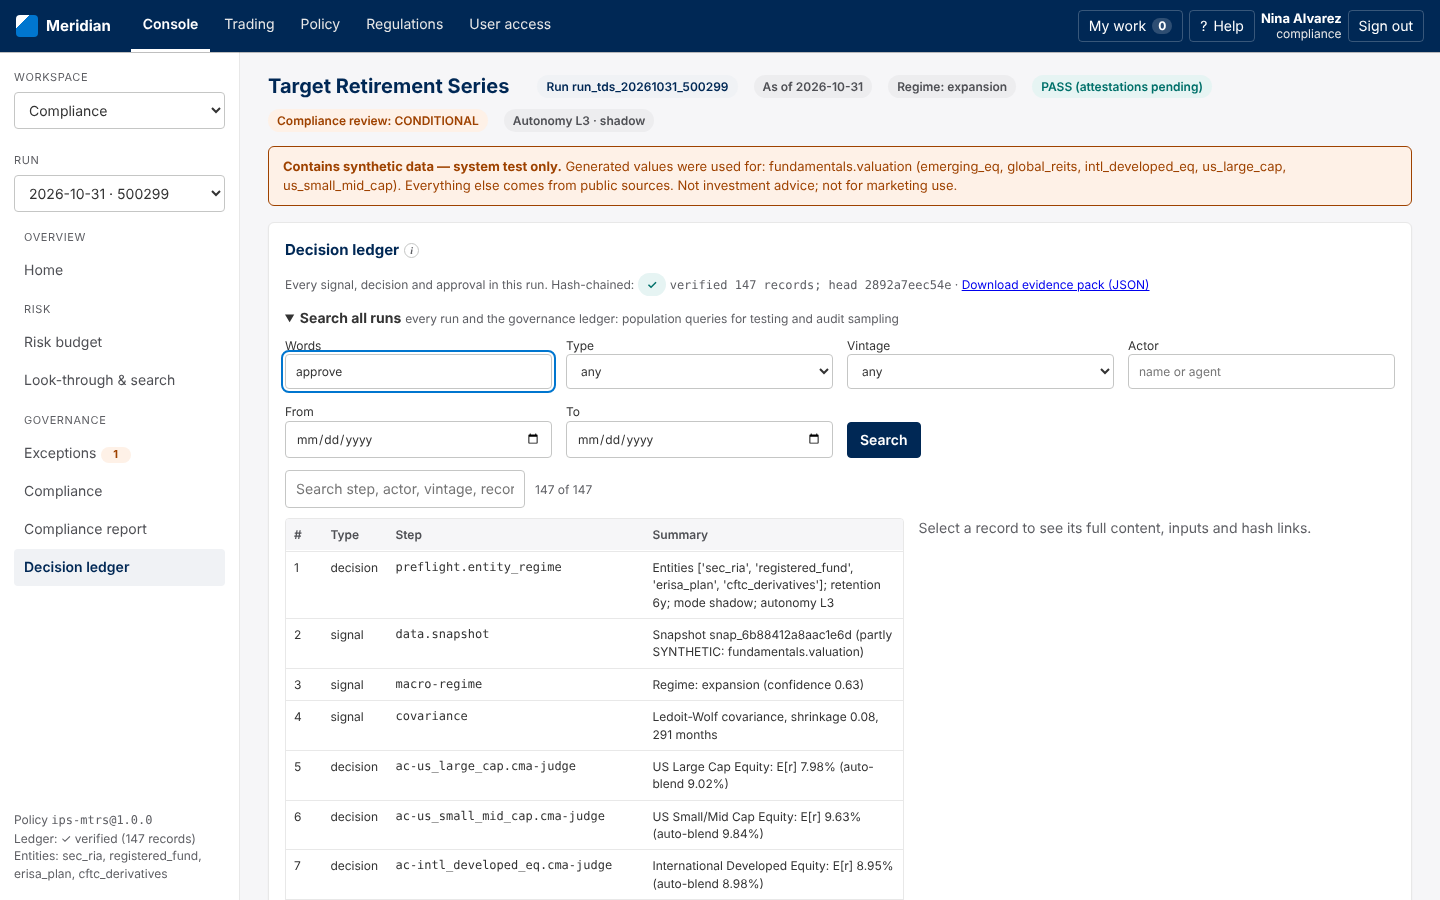 Meridian
Console
Trading
Policy
Regulations
User access
My work 0
? Help
Nina Alvarez
compliance
Sign out
WORKSPACE
Compliance
RUN
2026-10-31 · 500299
OVERVIEW
Home
RISK
Risk budget
Look-through & search
GOVERNANCE
Exceptions 1
Compliance
Compliance report
Decision ledger
Policy ips-mtrs@1.0.0
Ledger: ✓ verified (147 records)
Entities: sec_ria, registered_fund,
erisa_plan, cftc_derivatives
Target Retirement Series
Run run_tds_20261031_500299
As of 2026-10-31
Regime: expansion
PASS (attestations pending)
Compliance review: CONDITIONAL
Autonomy L3 · shadow
Contains synthetic data — system test only. Generated values were used for: fundamentals.valuation (emerging_eq, global_reits, intl_developed_eq, us_large_cap,
us_small_mid_cap). Everything else comes from public sources. Not investment advice; not for marketing use.
Decision ledger i
Every signal, decision and approval in this run. Hash-chained: ✓ verified 147 records; head 2892a7eec54e · Download evidence pack (JSON)
▼ Search all runs every run and the governance ledger: population queries for testing and audit sampling
Words
Type
Vintage
Actor
approve
any
any
name or agent
From
To
mm/dd/yyyy
mm/dd/yyyy
Search
Search step, actor, vintage, recor
147 of 147
# Type Step Summary
1 decision preflight.entity_regime Entities ['sec_ria', 'registered_fund',
'erisa_plan', 'cftc_derivatives']; retention
6y; mode shadow; autonomy L3
2 signal data.snapshot Snapshot snap_6b88412a8aac1e6d (partly
SYNTHETIC: fundamentals.valuation)
3 signal macro-regime Regime: expansion (confidence 0.63)
4 signal covariance Ledoit-Wolf covariance, shrinkage 0.08,
291 months
5 decision ac-us_large_cap.cma-judge US Large Cap Equity: E[r] 7.98% (auto-
blend 9.02%)
6 decision ac-us_small_mid_cap.cma-judge US Small/Mid Cap Equity: E[r] 9.63%
(auto-blend 9.84%)
7 decision ac-intl_developed_eq.cma-judge International Developed Equity: E[r] 8.95%
(auto-blend 8.98%)
Select a record to see its full content, inputs and hash links.